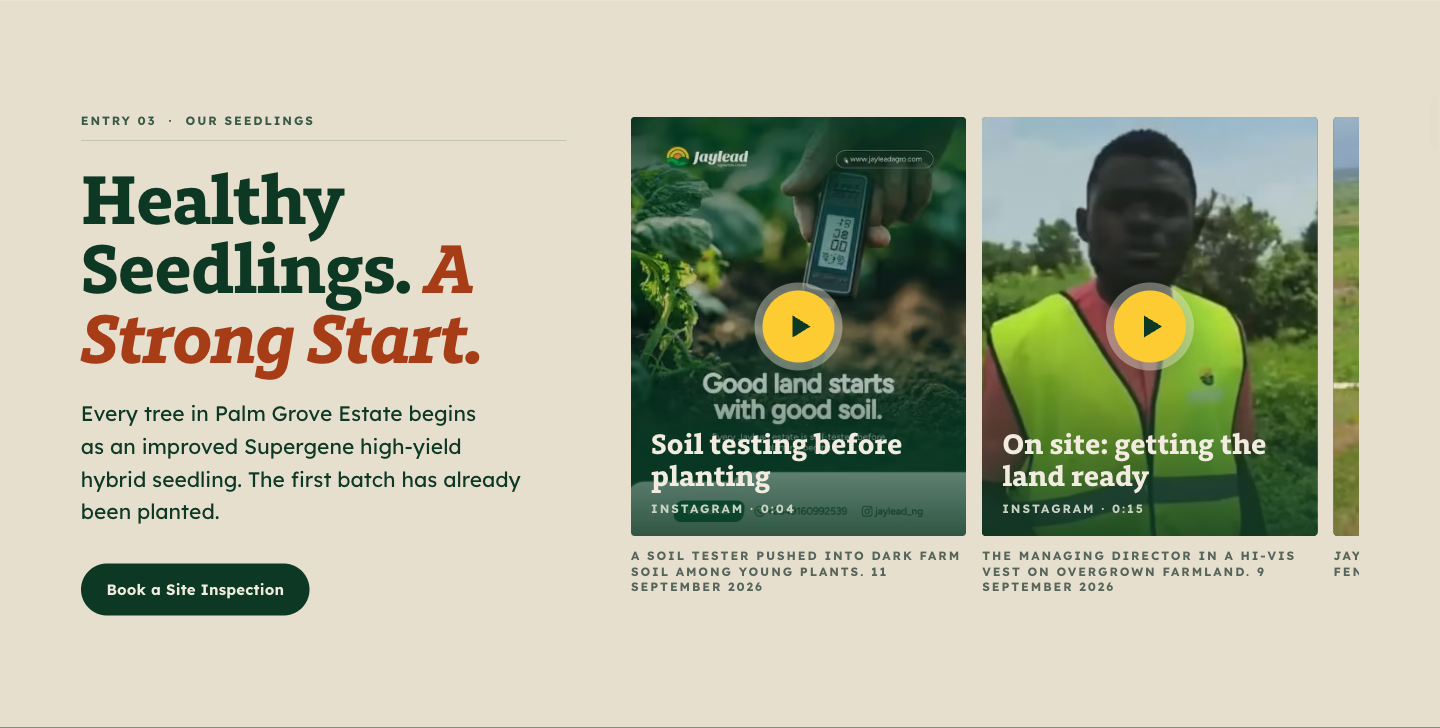 ENTRY 03 · OUR SEEDLINGS
Healthy
Seedlings. A
Strong Start.
Every tree in Palm Grove Estate begins
as an improved Supergene high-yield
hybrid seedling. The first batch has already
been planted.
Book a Site Inspection
Jaylead
www.jayleadagro.com
Good land starts
with good soil.
Soil testing before
planting
INSTAGRAM · 0:04
jaylead_ng
A SOIL TESTER PUSHED INTO DARK FARM
SOIL AMONG YOUNG PLANTS. 11
SEPTEMBER 2026
On site: getting the
land ready
INSTAGRAM · 0:15
THE MANAGING DIRECTOR IN A HI-VIS
VEST ON OVERGROWN FARMLAND. 9
SEPTEMBER 2026
JAY
FEN